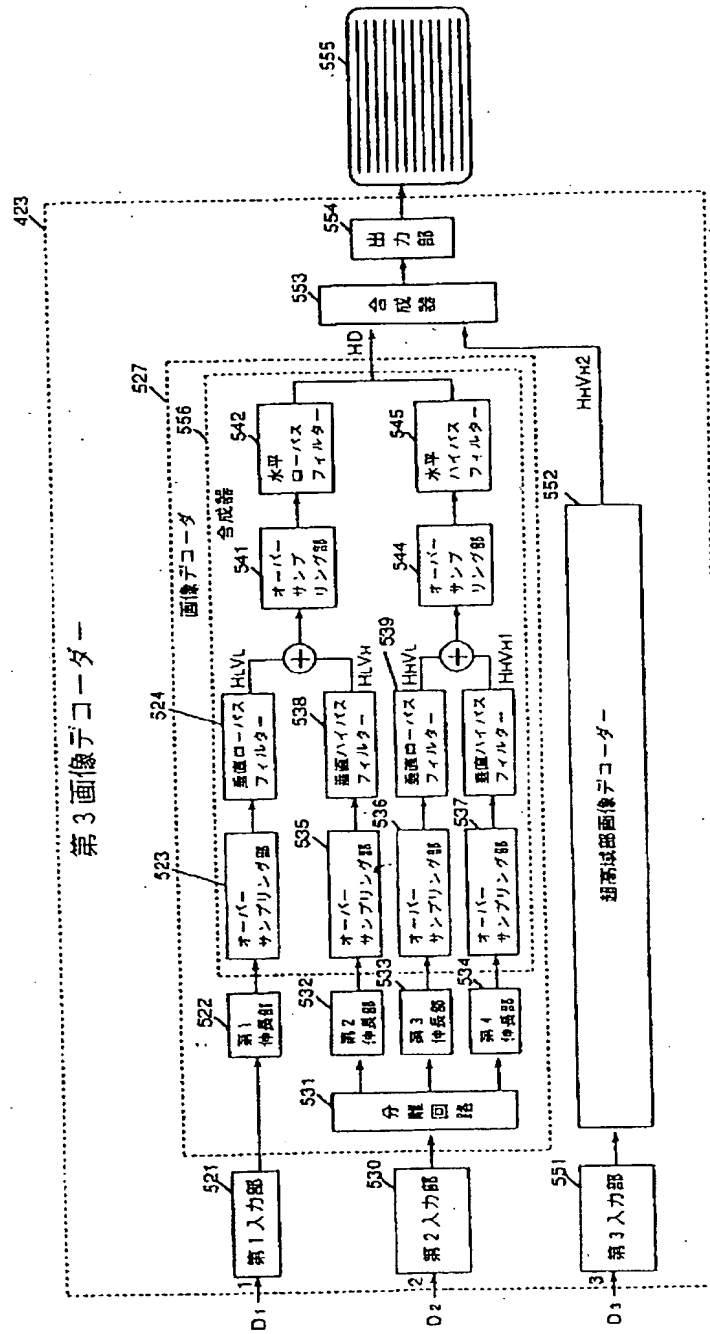 第3画像デコーダー
423
527
画像デコーダ
556
合成器
D1
1
521
第1入力部
522
第1
伸長部
523
オーバー
サンプリング部
524
垂直ローパス
フィルター
HLVL
541
オーバー
サンプ
リング部
542
水平
ローパス
フィルター
D2
2
530
第2入力部
531
分離回路
532
第2
伸長部
535
オーバー
サンプリング部
538
垂直ハイパス
フィルター
HLVH
533
第3
伸長部
536
オーバー
サンプリング部
539
垂直ローパス
フィルター
HHVL
534
第4
伸長部
537
オーバー
サンプリング部
垂直ハイパス
フィルター
HHVH1
544
オーバー
サンプ
リング部
545
水平
ハイパス
フィルター
HD
553
合成器
554
出力部
555
D3
3
551
第3入力部
552
超高域部画像デコーダー
HHVH2